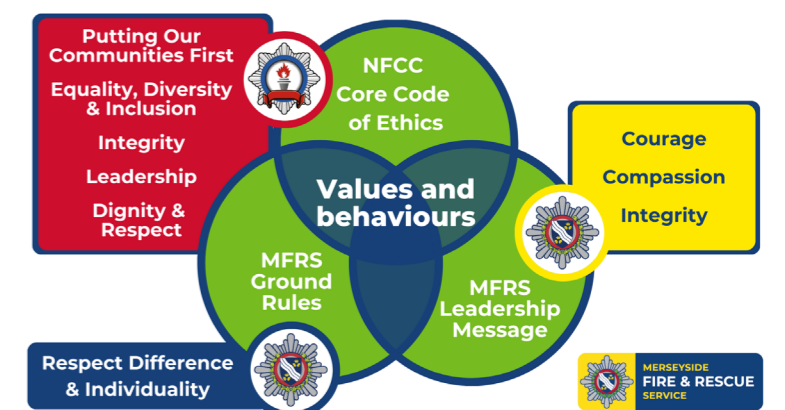 Putting Our
Communities First
Equality, Diversity
& Inclusion
Integrity
Leadership
Dignity &
Respect
NFCC
Core Code
of Ethics
Courage
Compassion
Integrity
Values and
behaviours
MFRS
Ground
Rules
MFRS
Leadership
Message
Respect Difference
& Individuality
MERSEYSIDE
FIRE & RESCUE
SERVICE